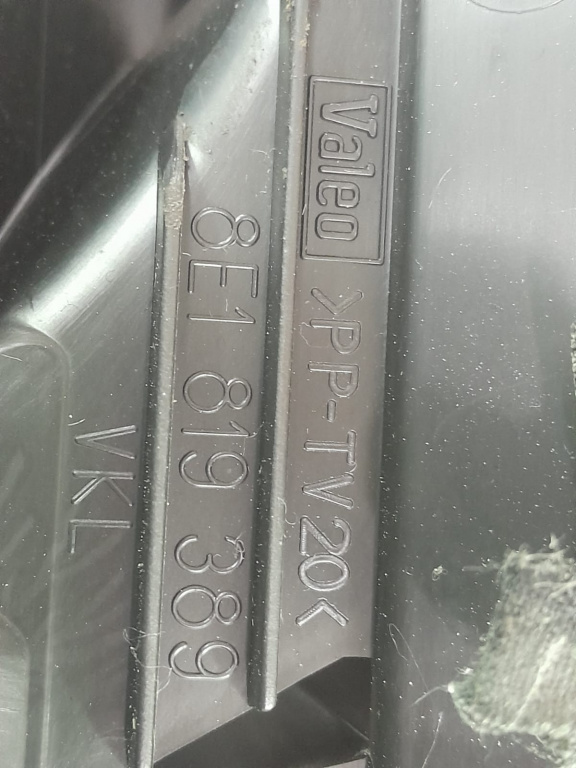 Valeo
>PP-TV20<
8E1 819 389
VKL